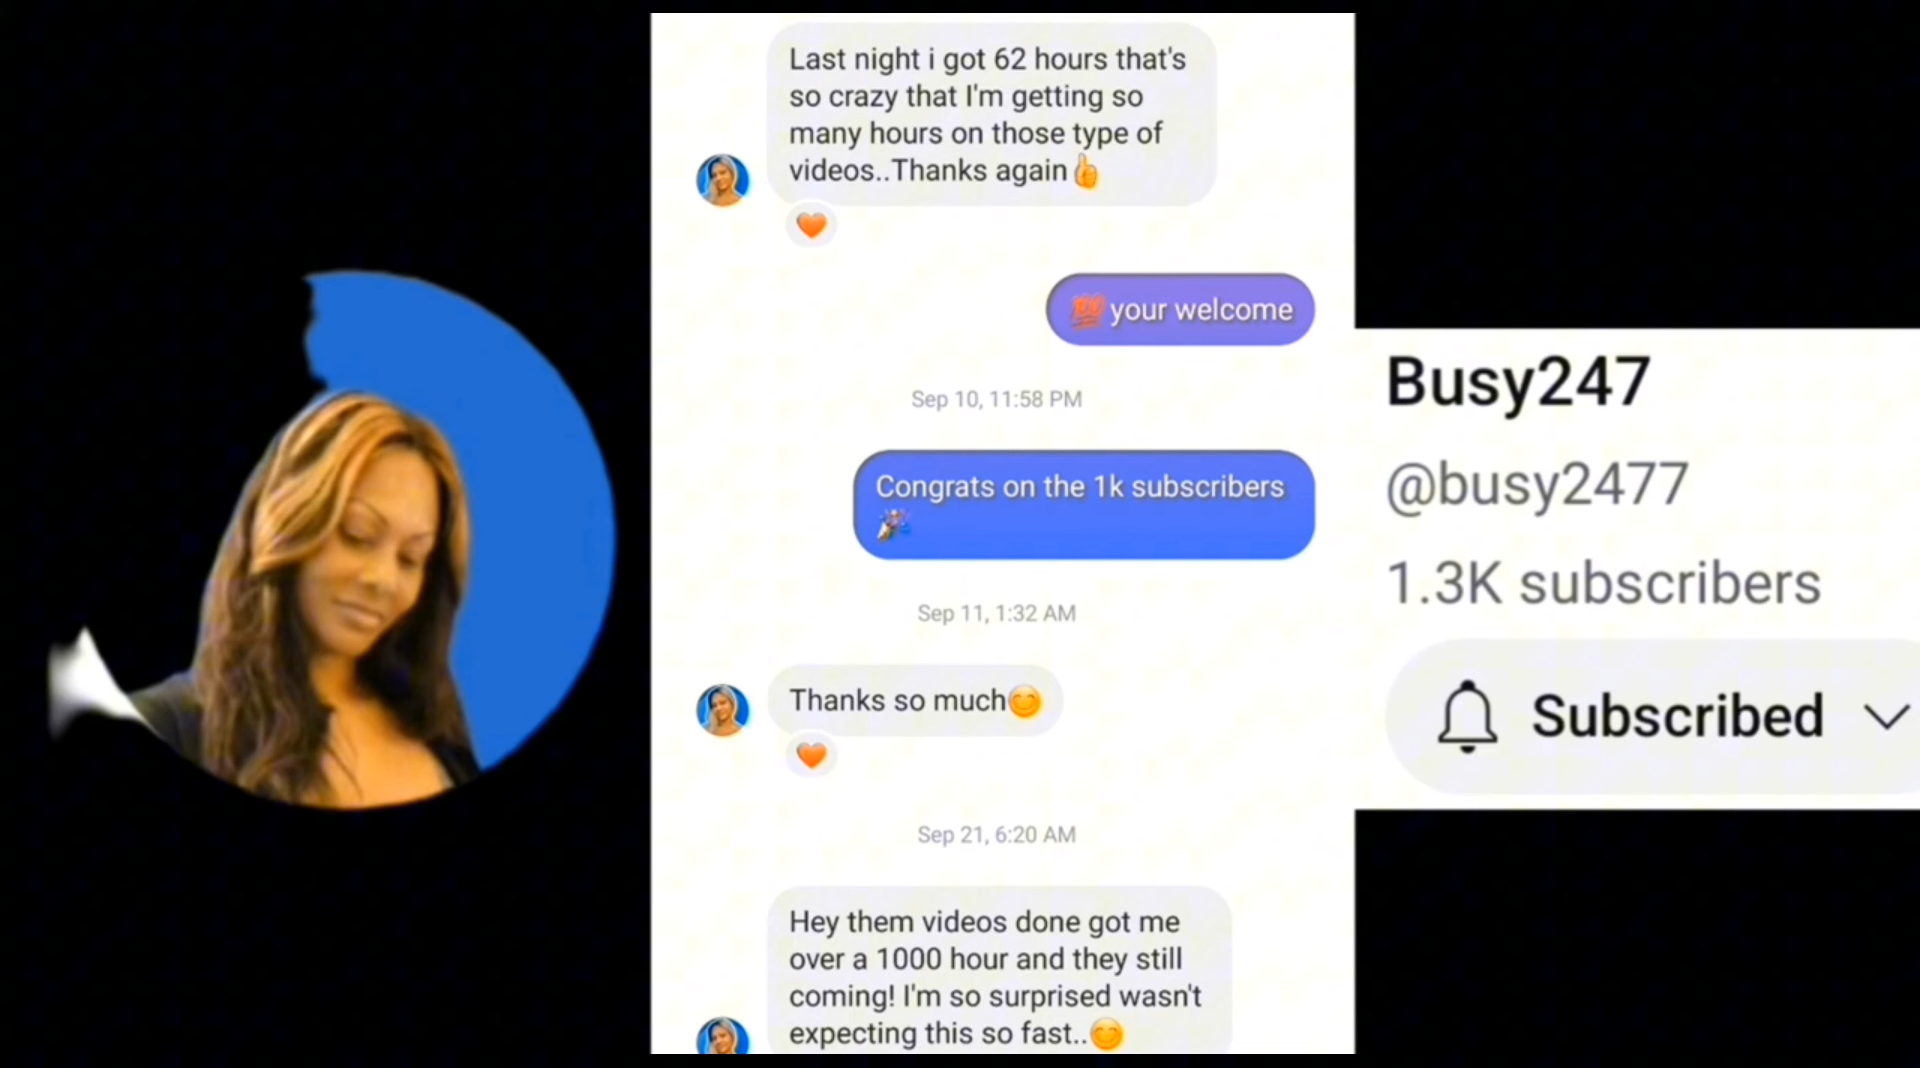 Last night i got 62 hours that's
so crazy that I'm getting so
many hours on those type of
videos..Thanks again👍
🧡
💯 your welcome
Sep 10, 11:58 PM
Congrats on the 1k subscribers
🎉
Sep 11, 1:32 AM
Thanks so much😊
🧡
Sep 21, 6:20 AM
Hey them videos done got me
over a 1000 hour and they still
coming! I'm so surprised wasn't
expecting this so fast..😊
Busy247
@busy2477
1.3K subscribers
Subscribed